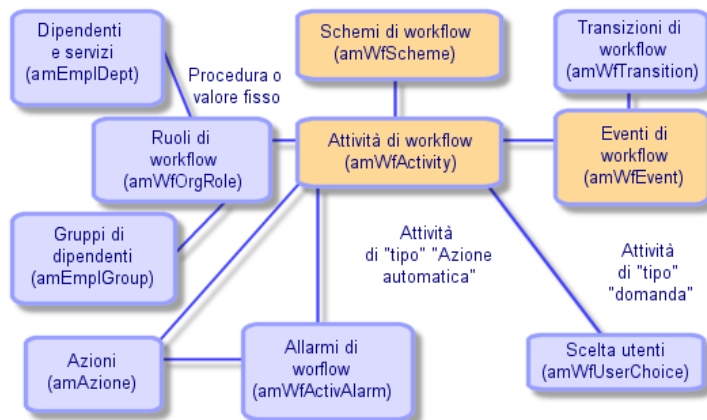 Dipendenti
e servizi
(amEmplDept)
Schemi di workflow
(amWfScheme)
Transizioni di
workflow
(amWfTransition)
Procedura o
valore fisso
Ruoli di
workflow
(amWfOrgRole)
Attività di workflow
(amWfActivity)
Eventi di
workflow
(amWfEvent)
Gruppi di
dipendenti
(amEmplGroup)
Attività
di "tipo" "Azione
automatica"
Attività
di "tipo"
"domanda"
Azioni
(amAzione)
Allarmi di
worflow
(amWfActivAlarm)
Scelta utenti
(amWfUserChoice)